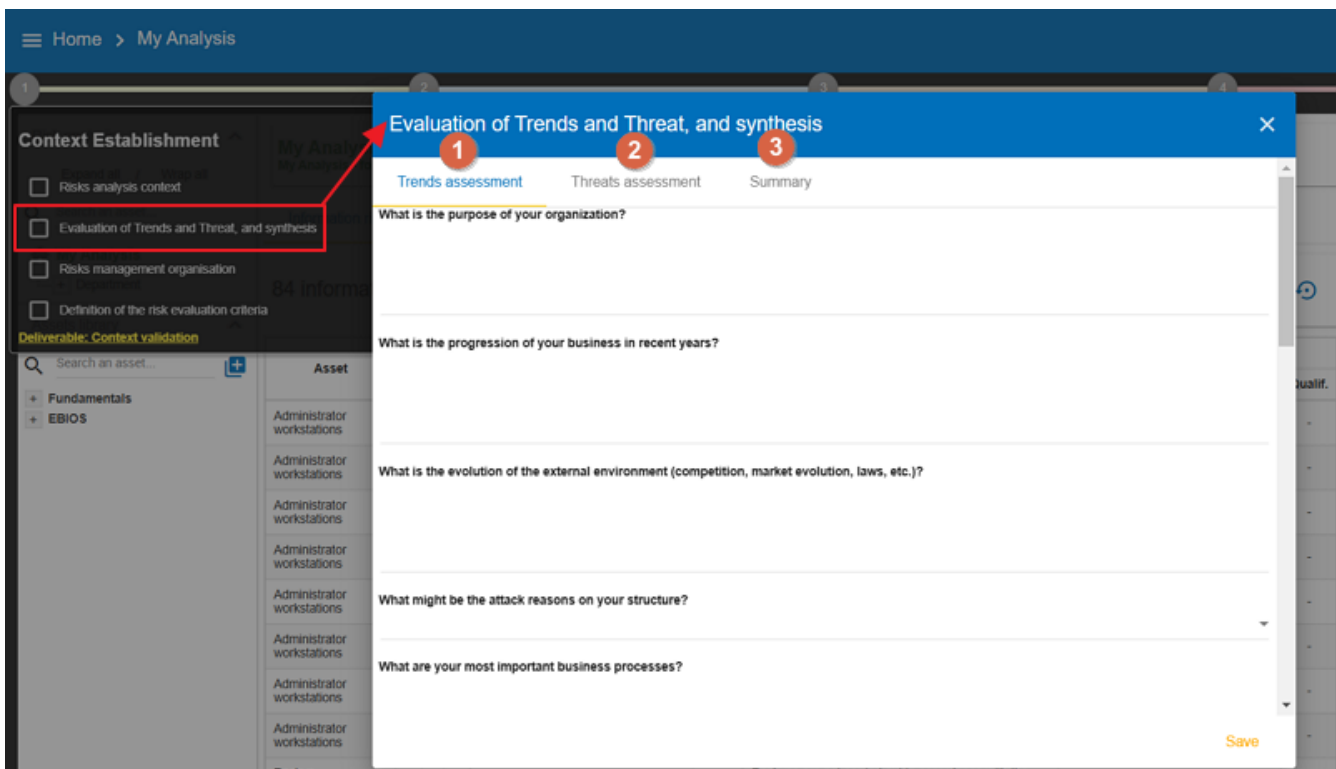 Home > My Analysis
1
2
3
4
Context Establishment
Risks analysis context
Evaluation of Trends and Threat, and synthesis
Risks management organisation
Definition of the risk evaluation criteria
Deliverable: Context validation
My Analy
84 informa
Search an asset...
+ Fundamentals
+ EBIOS
Asset
Administrator
workstations
Administrator
workstations
Administrator
workstations
Administrator
workstations
Administrator
workstations
Administrator
workstations
Administrator
workstations
Administrator
workstations
Evaluation of Trends and Threat, and synthesis
1
2
3
Trends assessment
Threats assessment
Summary
What is the purpose of your organization?
What is the progression of your business in recent years?
What is the evolution of the external environment (competition, market evolution, laws, etc.)?
What might be the attack reasons on your structure?
What are your most important business processes?
Save
Qualif.
-
-
-
-
-
-
-
-